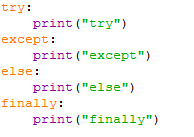 try:
    print("try")
except:
    print("except")
else:
    print("else")
finally:
    print("finally")